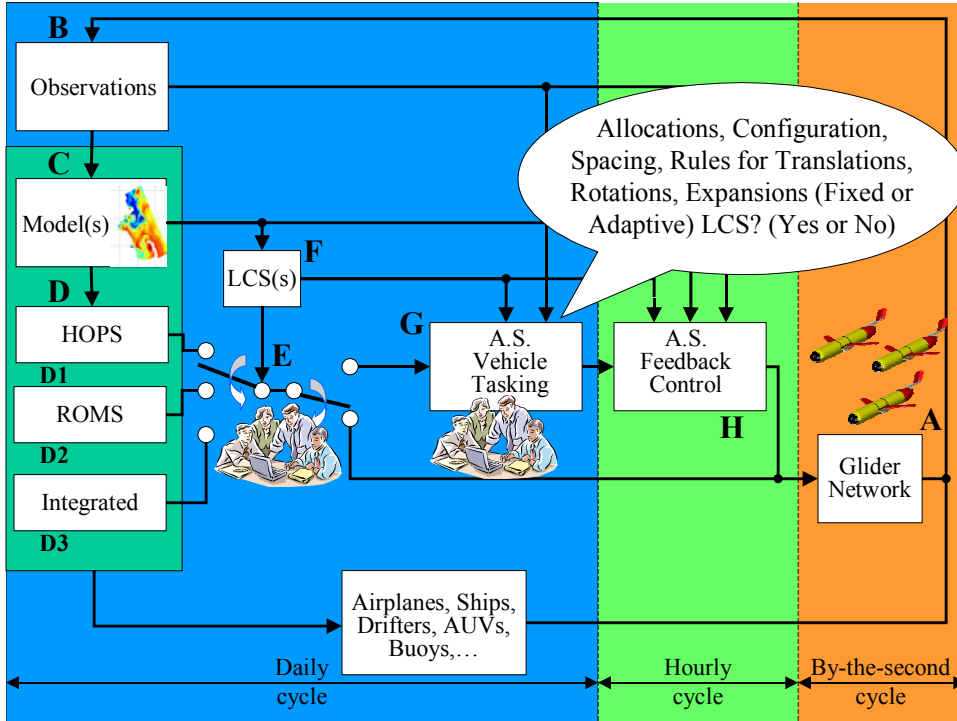 B
Observations
Allocations, Configuration,
Spacing, Rules for Translations,
Rotations, Expansions (Fixed or
Adaptive) LCS? (Yes or No)
C
Model(s)
F
LCS(s)
D
HOPS
D1
ROMS
D2
Integrated
D3
E
G
A.S.
Vehicle
Tasking
A.S.
Feedback
Control
H
A
Glider
Network
Airplanes, Ships,
Drifters, AUVs,
Buoys,…
Daily
cycle
Hourly
cycle
By-the-second
cycle